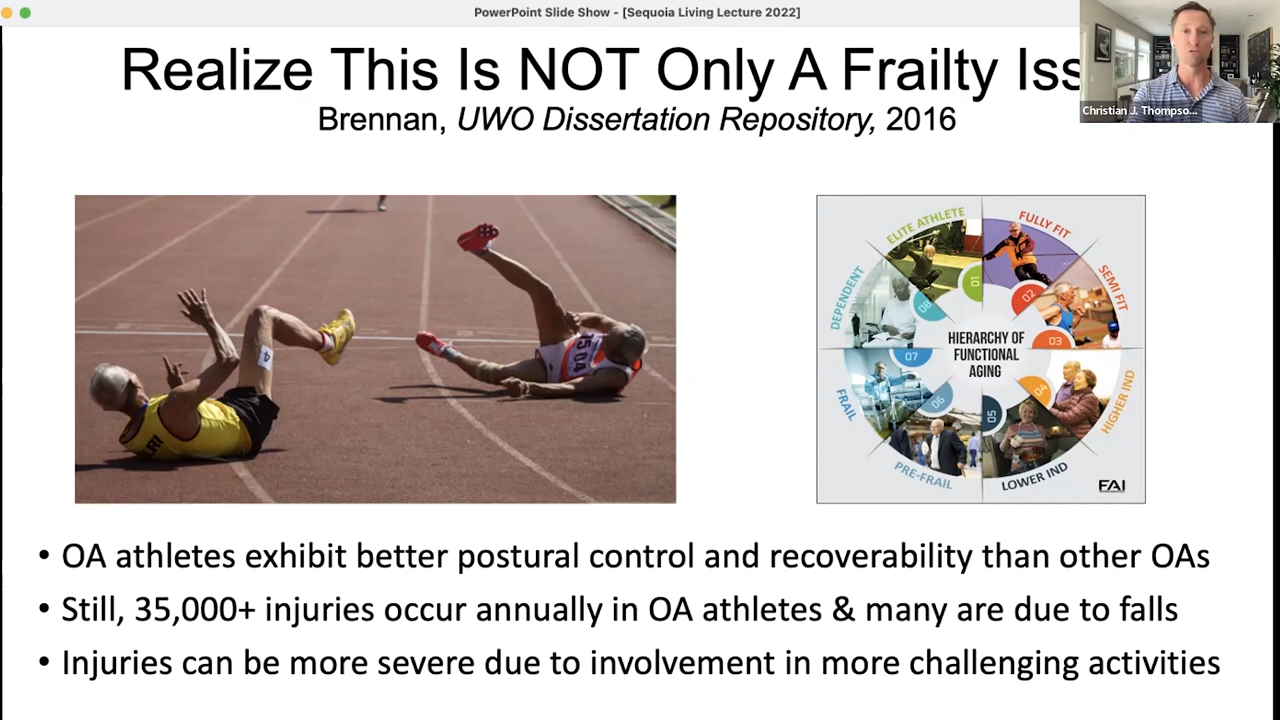 PowerPoint Slide Show - [Sequoia Living Lecture 2022]
Realize This Is NOT Only A Frailty Iss
Brennan, UWO Dissertation Repository, 2016
Christian J. Thompso...
ELITE ATHLETE
FULLY FIT
SEMI FIT
HIGHER IND
LOWER IND
PRE-FRAIL
FRAIL
DEPENDENT
01
02
03
04
05
06
07
08
HIERARCHY OF
FUNCTIONAL
AGING
FAI
4
• OA athletes exhibit better postural control and recoverability than other OAs
• Still, 35,000+ injuries occur annually in OA athletes & many are due to falls
• Injuries can be more severe due to involvement in more challenging activities